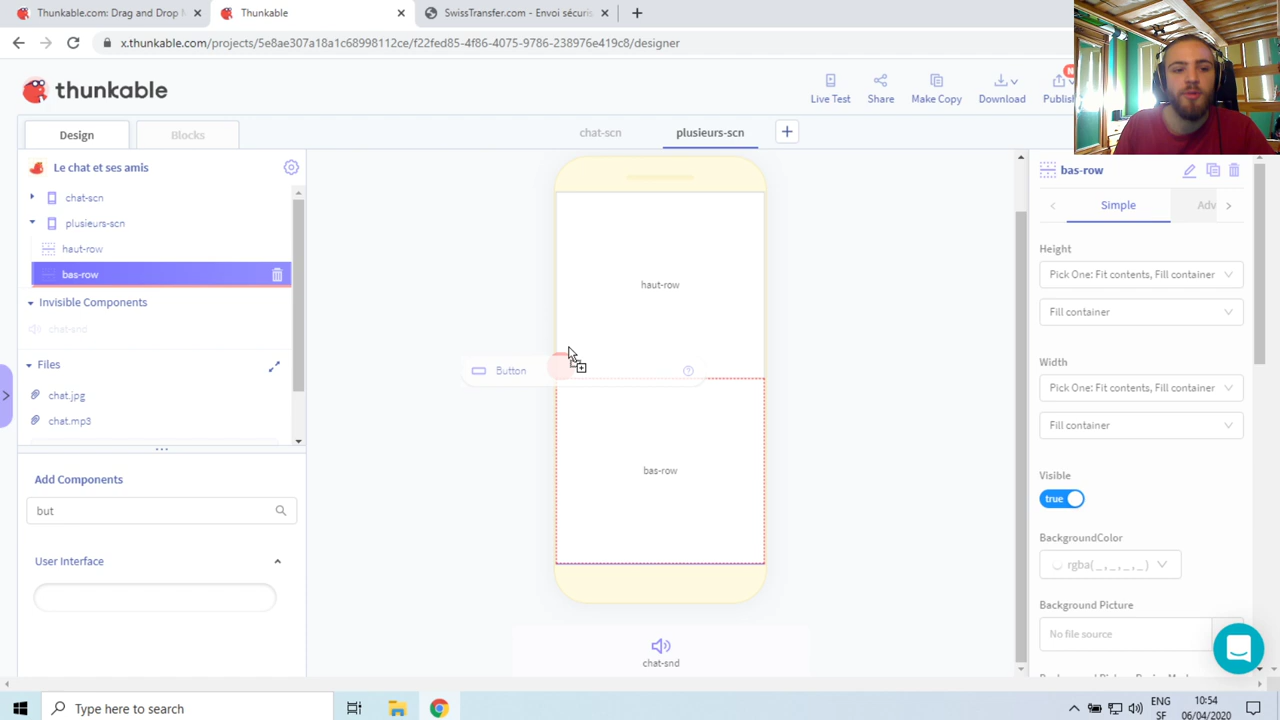 Thunkable.com: Drag and Drop M
Thunkable
SwissTransfer.com - Envoi sécuris
x.thunkable.com/projects/5e8ae307a18a1c68998112ce/f22fed85-4f86-4075-9786-238976e419c8/designer
thunkable
Live Test
Share
Make Copy
Download
Publish
N
Design
Blocks
chat-scn
plusieurs-scn
Le chat et ses amis
chat-scn
plusieurs-scn
haut-row
bas-row
Invisible Components
chat-snd
Files
chat.jpg
chat.mp3
Add Components
but
User Interface
haut-row
Button
bas-row
chat-snd
bas-row
Simple
Adv
Height
Pick One: Fit contents, Fill container
Fill container
Width
Pick One: Fit contents, Fill container
Fill container
Visible
true
BackgroundColor
rgba( _ , _ , _ , _ )
Background Picture
No file source
Type here to search
ENG
SF
10:54
06/04/2020